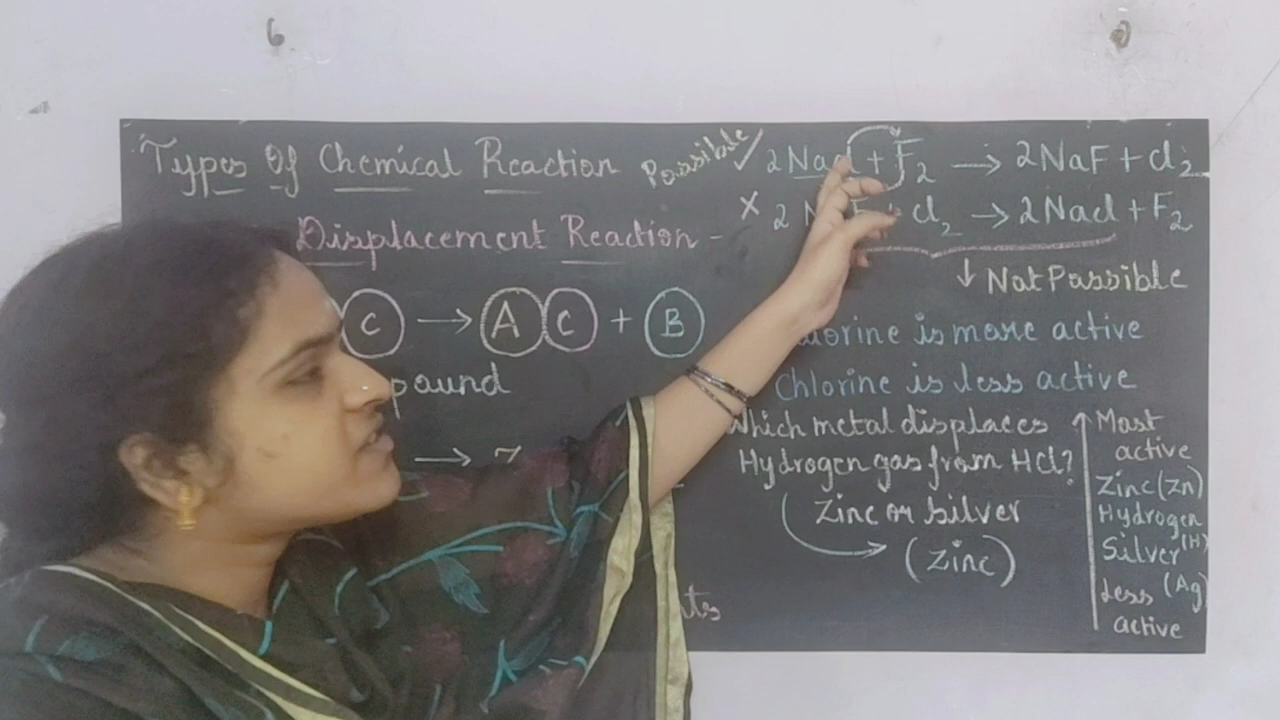 Types Of Chemical Reaction
Displacement Reaction -
C → A C + B
pound
→
Possible ✓ 2Nacl + F₂ → 2NaF + cl₂
× 2 cl₂ → 2Nacl + F₂
↓ Not Possible
is more active
Chlorine is less active
Which metal displaces
Hydrogen gas from HCl?
Zinc or Silver
(Zinc)
Most
active
Zinc(Zn)
Hydrogen
(H)
Silver
(Ag)
Less
active